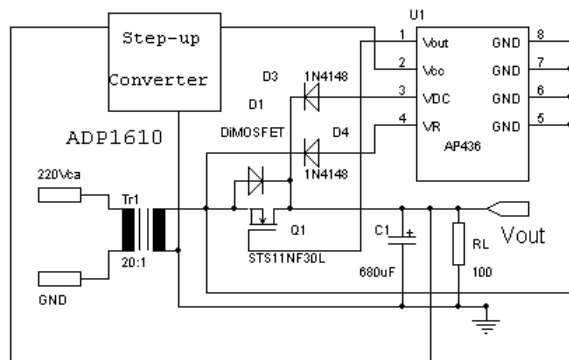 Step-up
Converter
ADP1610
U1
1 Vout GND 8
2 Vcc GND 7
3 VDC GND 6
4 VR GND 5
AP436
D3 1N4148
D1
DiMOSFET D4
1N4148
220Vca
Tr1
20:1
GND
Q1
STS11NF30L
C1
+
680uF
RL
100
Vout